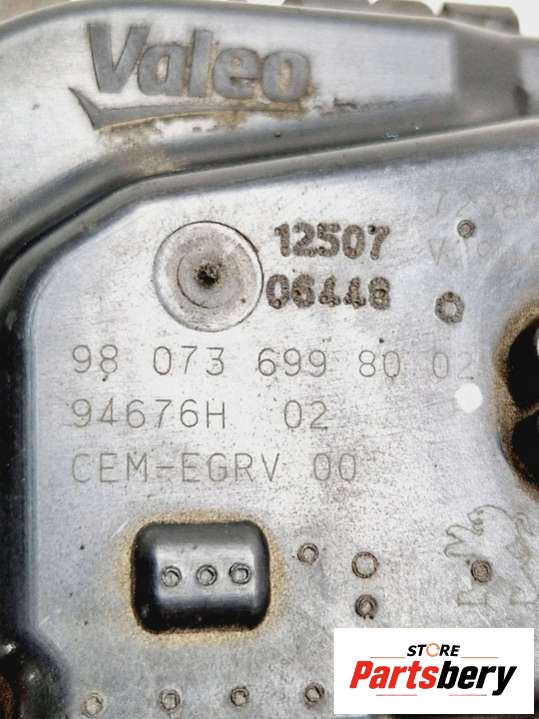 Valeo
12507
06448
98 073 699 80 02
94676H 02
CEM-EGRV 00
STORE
Partsbery